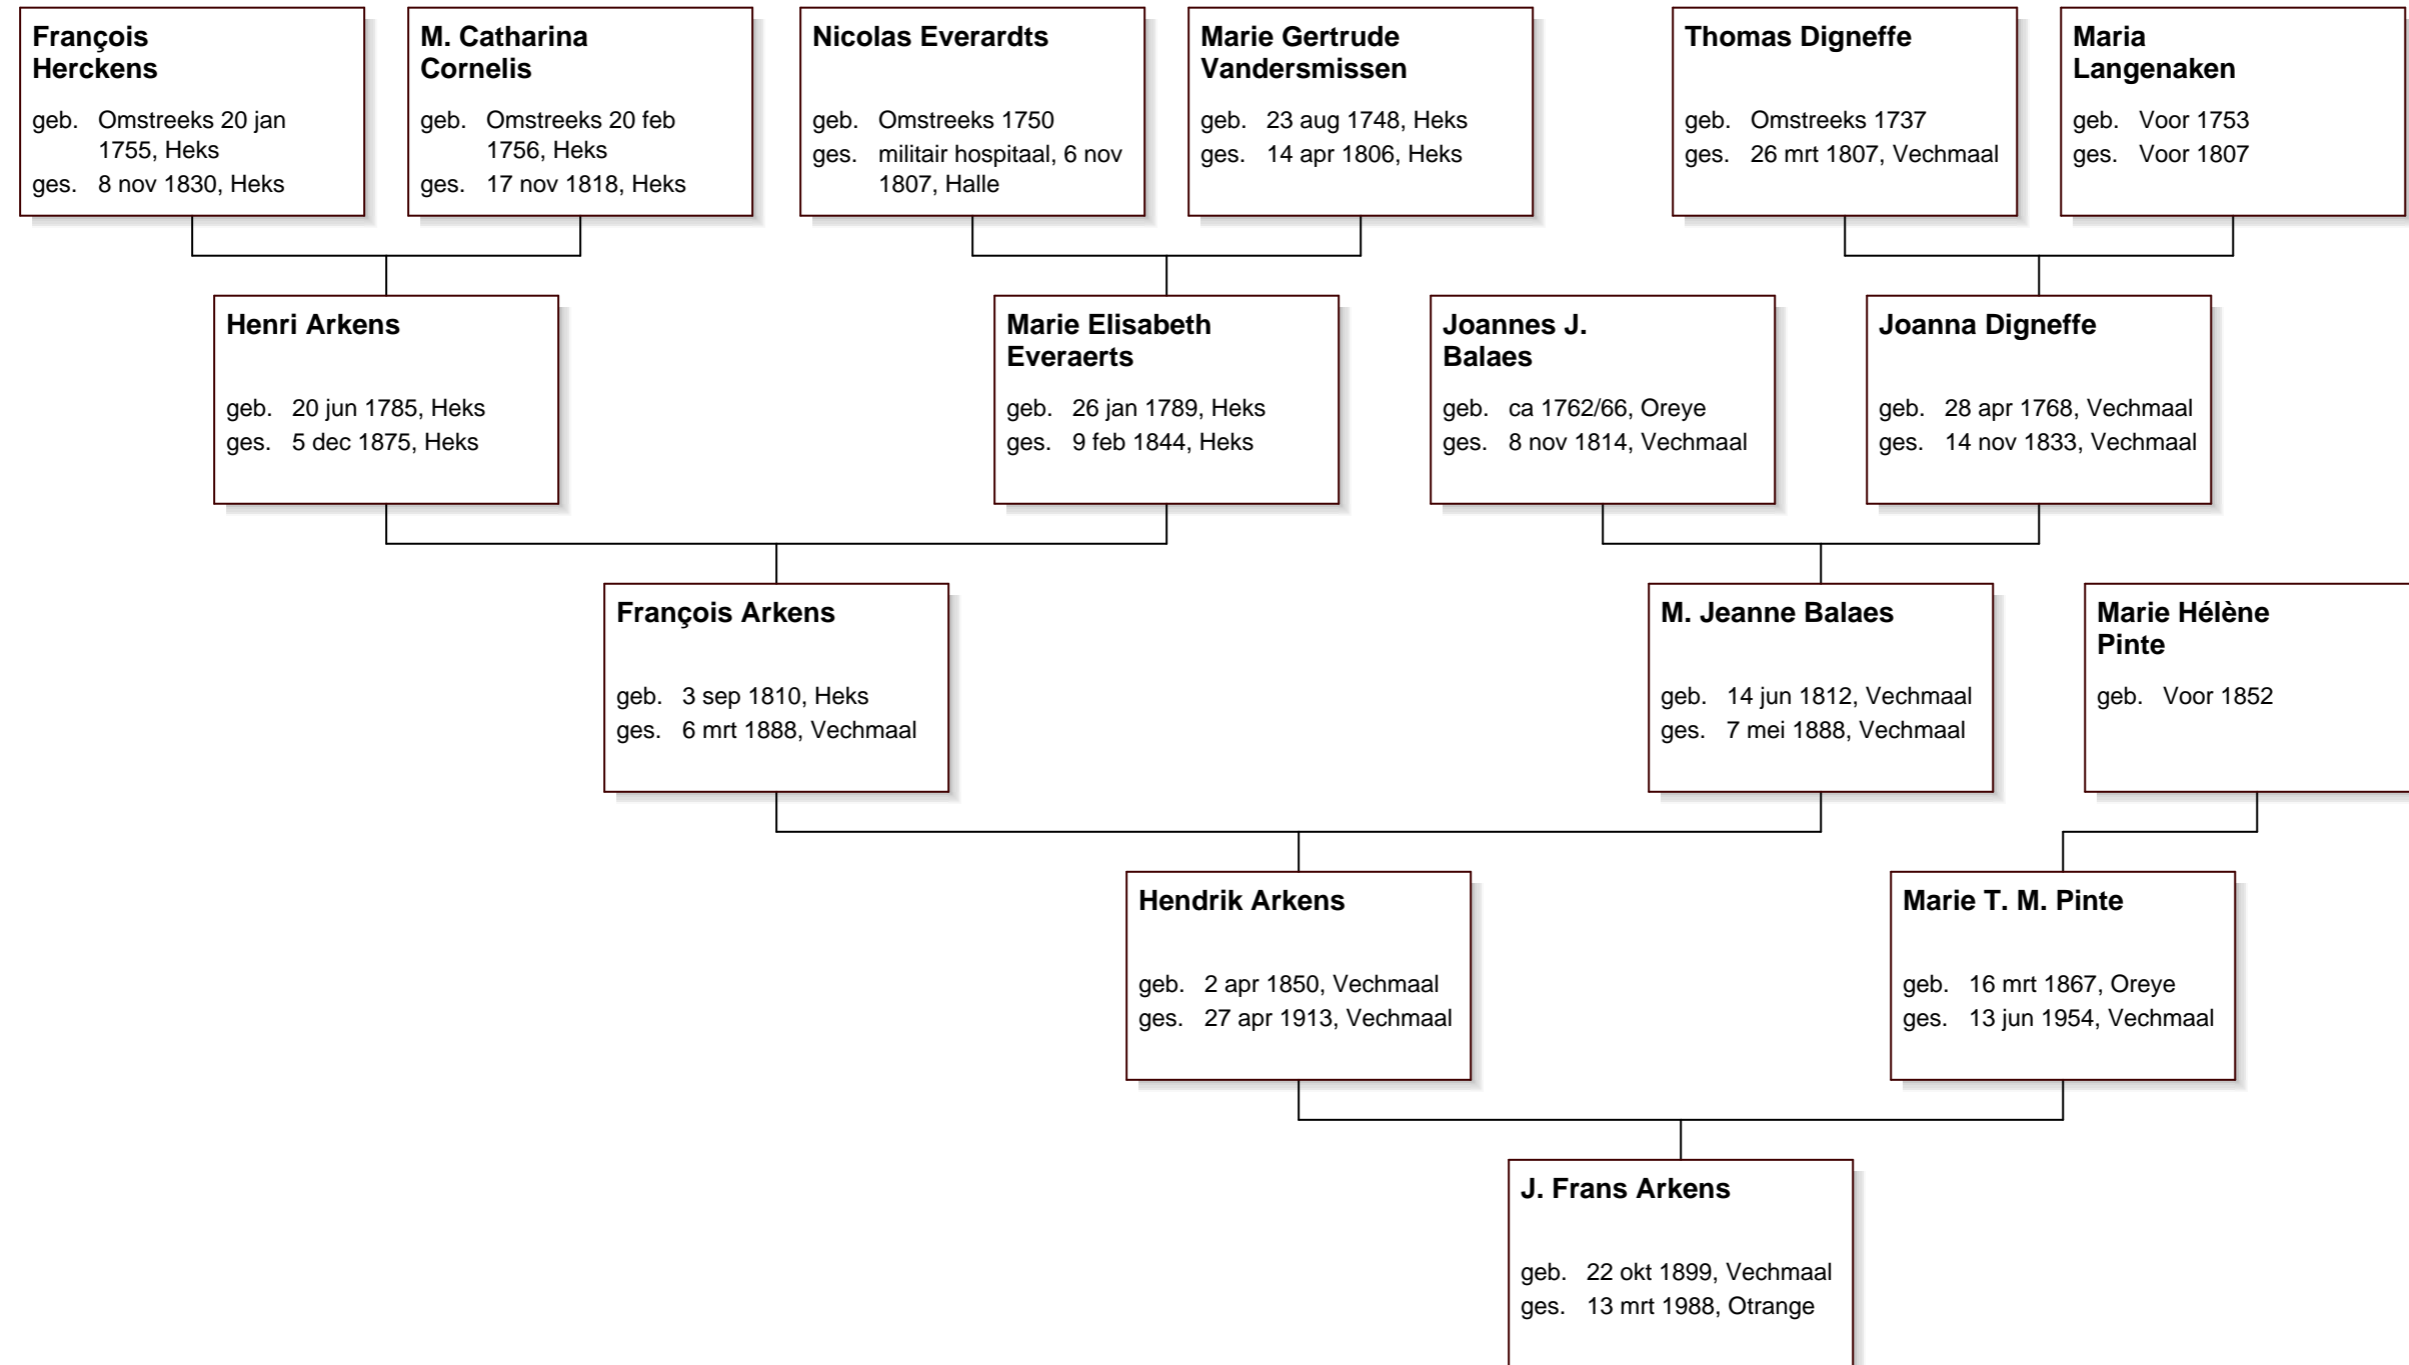 François
Herckens
geb. Omstreeks 20 jan
1755, Heks
ges. 8 nov 1830, Heks
M. Catharina
Cornelis
geb. Omstreeks 20 feb
1756, Heks
ges. 17 nov 1818, Heks
Nicolas Everardts
geb. Omstreeks 1750
ges. militair hospitaal, 6 nov
1807, Halle
Marie Gertrude
Vandersmissen
geb. 23 aug 1748, Heks
ges. 14 apr 1806, Heks
Thomas Digneffe
geb. Omstreeks 1737
ges. 26 mrt 1807, Vechmaal
Maria
Langenaken
geb. Voor 1753
ges. Voor 1807
Henri Arkens
geb. 20 jun 1785, Heks
ges. 5 dec 1875, Heks
Marie Elisabeth
Everaerts
geb. 26 jan 1789, Heks
ges. 9 feb 1844, Heks
Joannes J.
Balaes
geb. ca 1762/66, Oreye
ges. 8 nov 1814, Vechmaal
Joanna Digneffe
geb. 28 apr 1768, Vechmaal
ges. 14 nov 1833, Vechmaal
François Arkens
geb. 3 sep 1810, Heks
ges. 6 mrt 1888, Vechmaal
M. Jeanne Balaes
geb. 14 jun 1812, Vechmaal
ges. 7 mei 1888, Vechmaal
Marie Hélène
Pinte
geb. Voor 1852
Hendrik Arkens
geb. 2 apr 1850, Vechmaal
ges. 27 apr 1913, Vechmaal
Marie T. M. Pinte
geb. 16 mrt 1867, Oreye
ges. 13 jun 1954, Vechmaal
J. Frans Arkens
geb. 22 okt 1899, Vechmaal
ges. 13 mrt 1988, Otrange